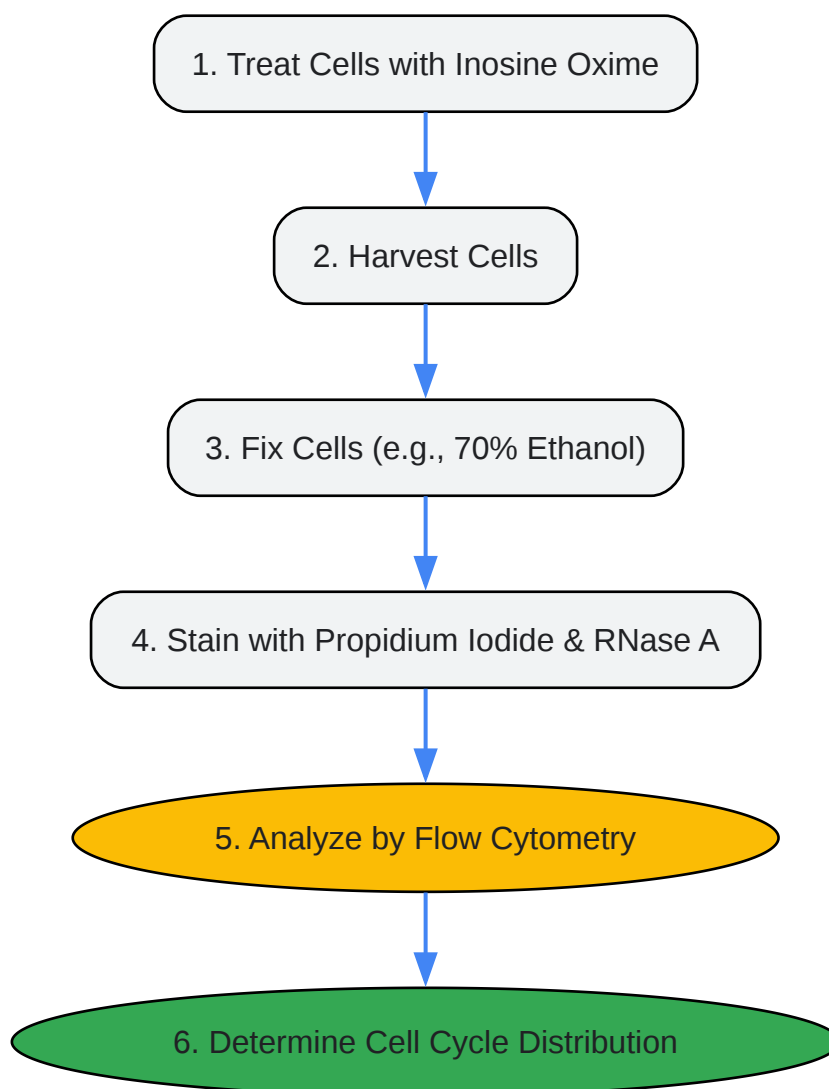 1. Treat Cells with Inosine Oxime
2. Harvest Cells
3. Fix Cells (e.g., 70% Ethanol)
4. Stain with Propidium Iodide & RNase A
5. Analyze by Flow Cytometry
6. Determine Cell Cycle Distribution